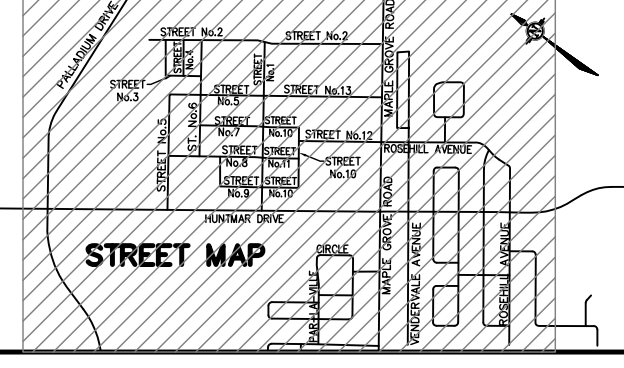 PALLADIUM DRIVE
STREET No.2
STREET No.2
MAPLE GROVE ROAD
STREET
No.4
STREET
No.1
STREET
No.3
STREET
No.5
STREET No.13
STREET No.5
ST. No.6
STREET
No.7
STREET
No.10
STREET No.12
ROSEHILL AVENUE
STREET
No.8
STREET
No.11
STREET
No.10
STREET
No.9
STREET
No.10
HUNTMAR DRIVE
MAPLE GROVE ROAD
STREET MAP
CIRCLE
PAR-LA-VILLE
VENDERVALE AVENUE
ROSEHILL AVENUE